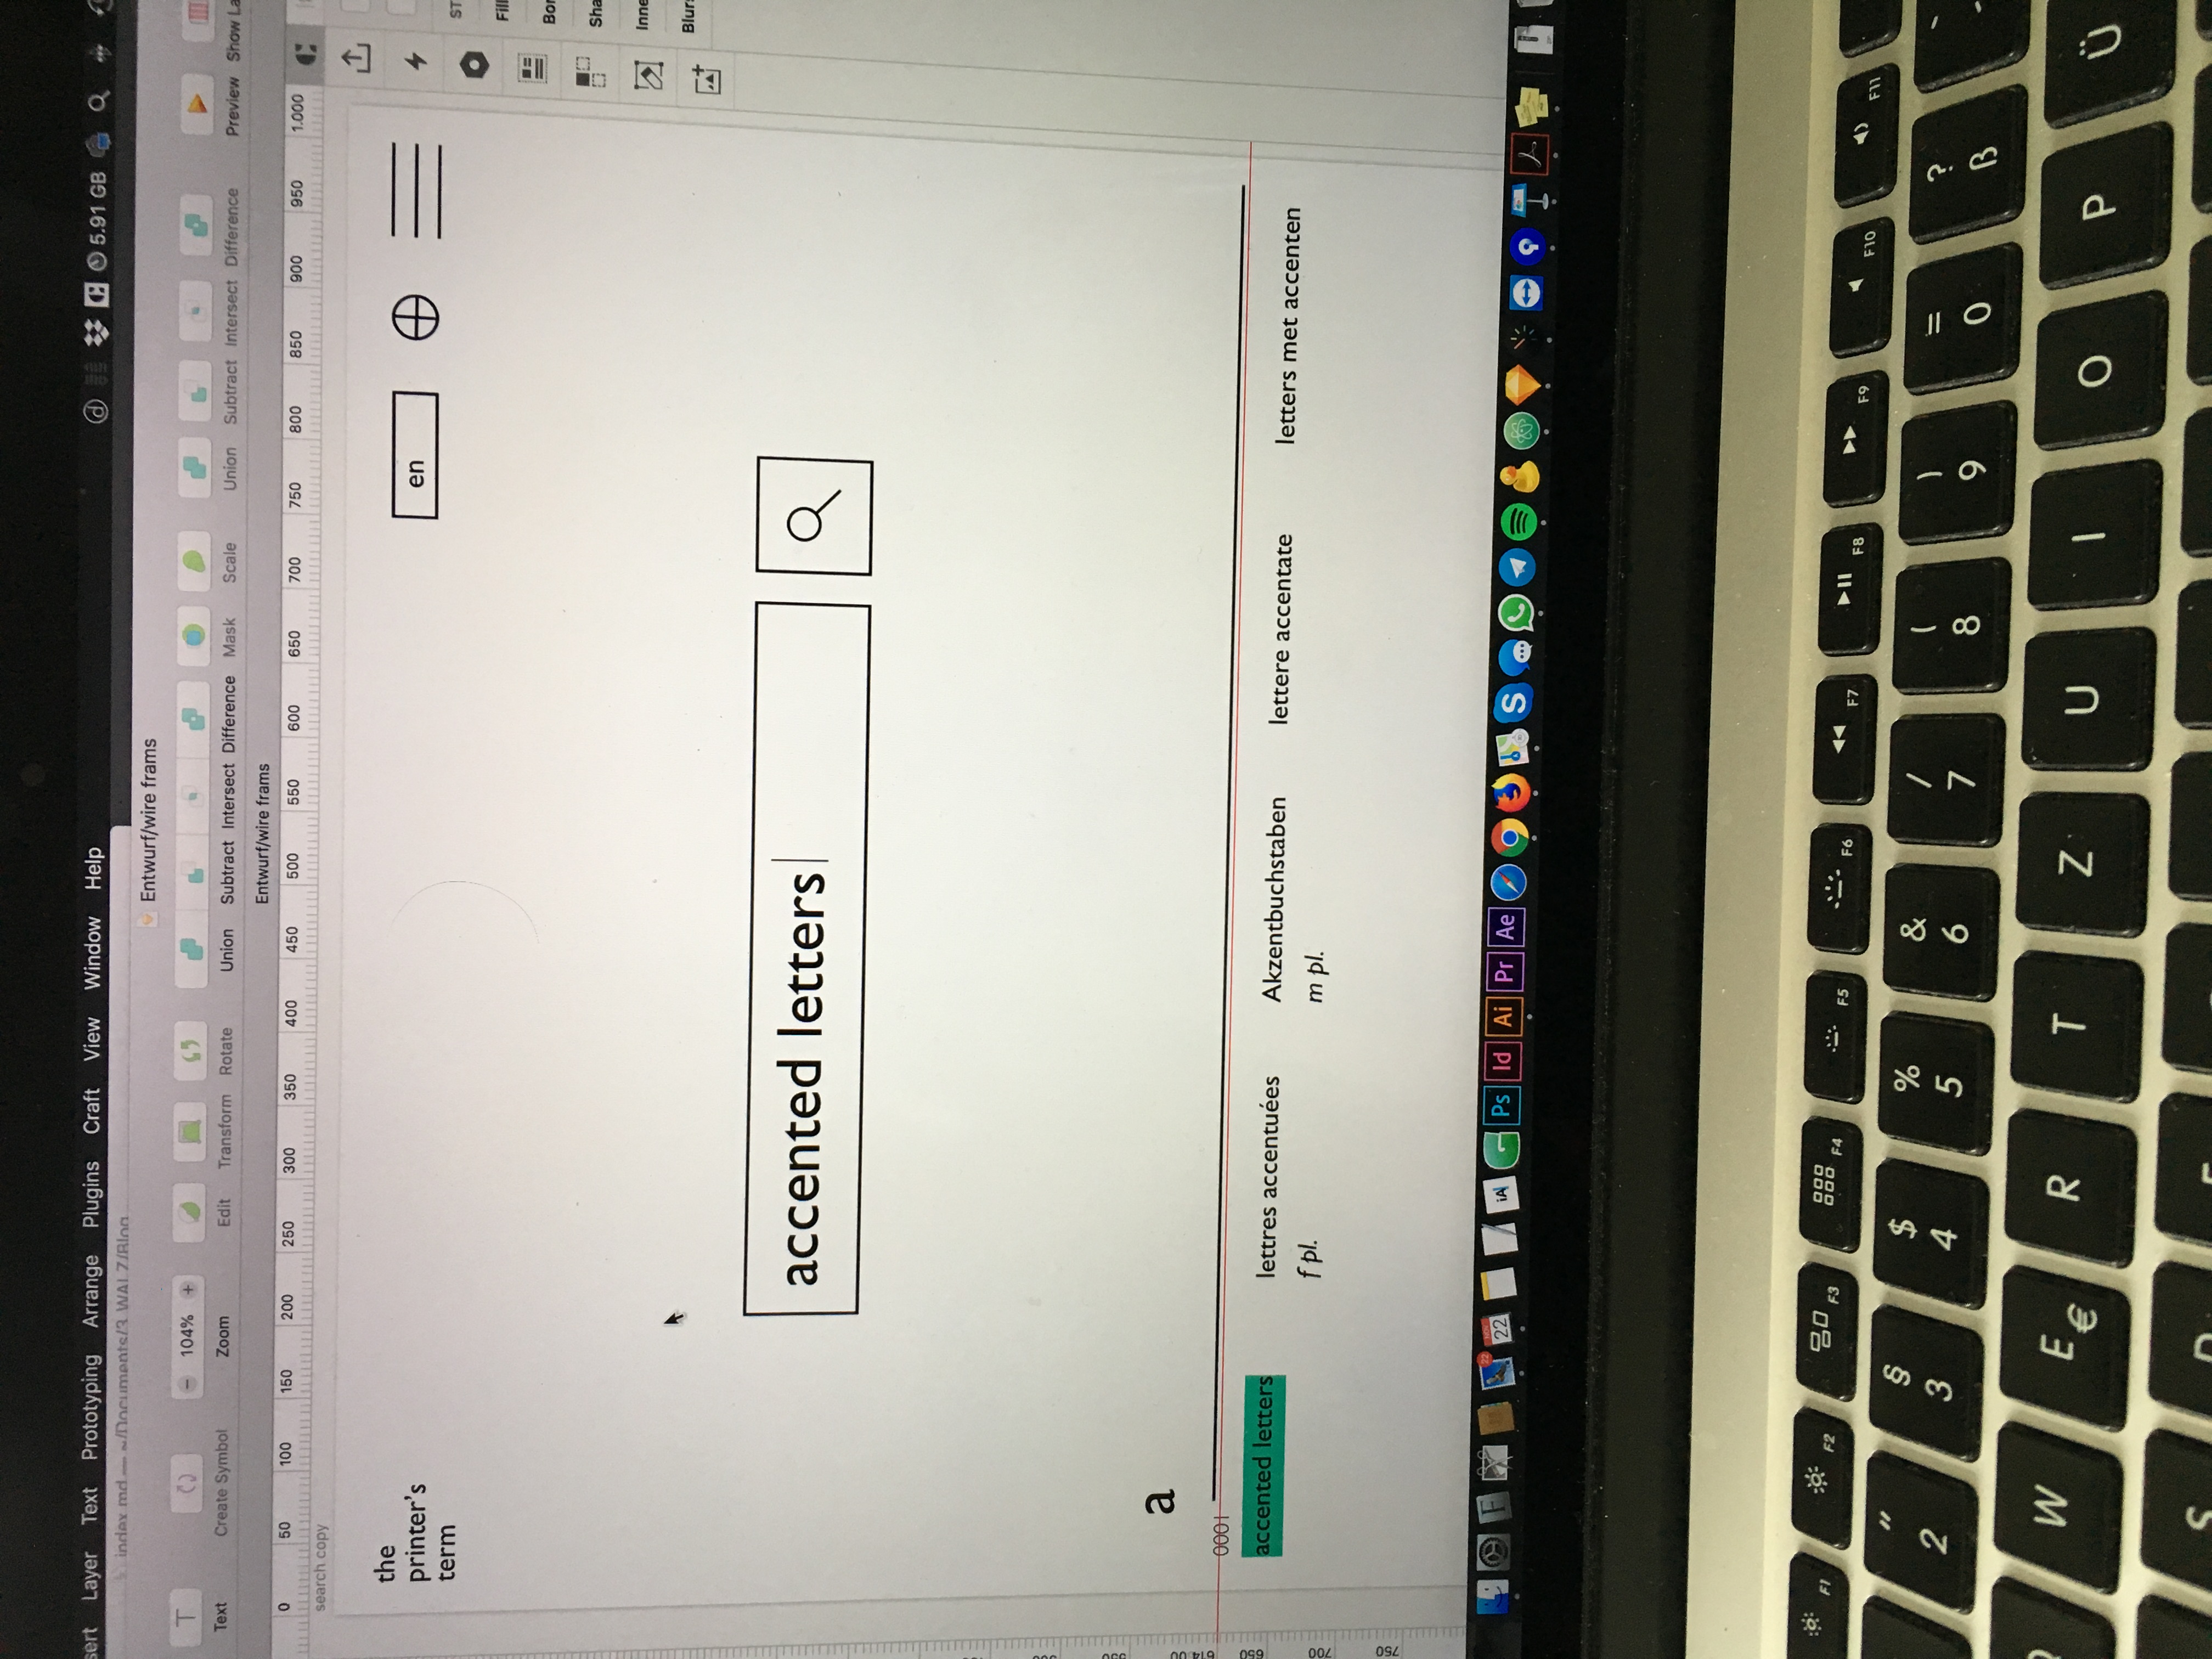 Layer Text Prototyping Arrange Plugins Craft View Window Help 5.91 GB
index.md — ~/Documents/3 WALZ/Blog
Entwurf/wire frams
104%
Text Create Symbol Zoom Edit Transform Rotate Union Subtract Intersect Difference Mask Scale Union Subtract Intersect Difference Preview Show La
Entwurf/wire frams
0 50 100 150 200 250 300 350 400 450 500 550 600 650 700 750 800 850 900 950 1.000
search copy
the
printer's
term
en
ST
Fill
Bor
Sha
Inne
Blur
accented letters
a
0001
accented letters lettres accentuées Akzentbuchstaben lettere accentate letters met accenten
f pl. m pl.
614.00
650
700
750
22 iA Ps Id Ai Pr Ae
F1 F2 F3 F4 F5 F6 F7 F8 F9 F10 F11
" § $ % & / ( ) = ?
2 3 4 5 6 7 8 9 0 ß
W E € R T Z U I O P Ü
S D